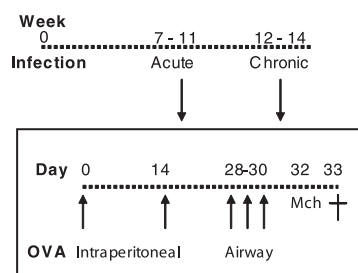 Week
0 7 - 11 12 - 14
Infection Acute Chronic
Day 0 14 28-30 32 33
Mch
OVA Intraperitoneal Airway